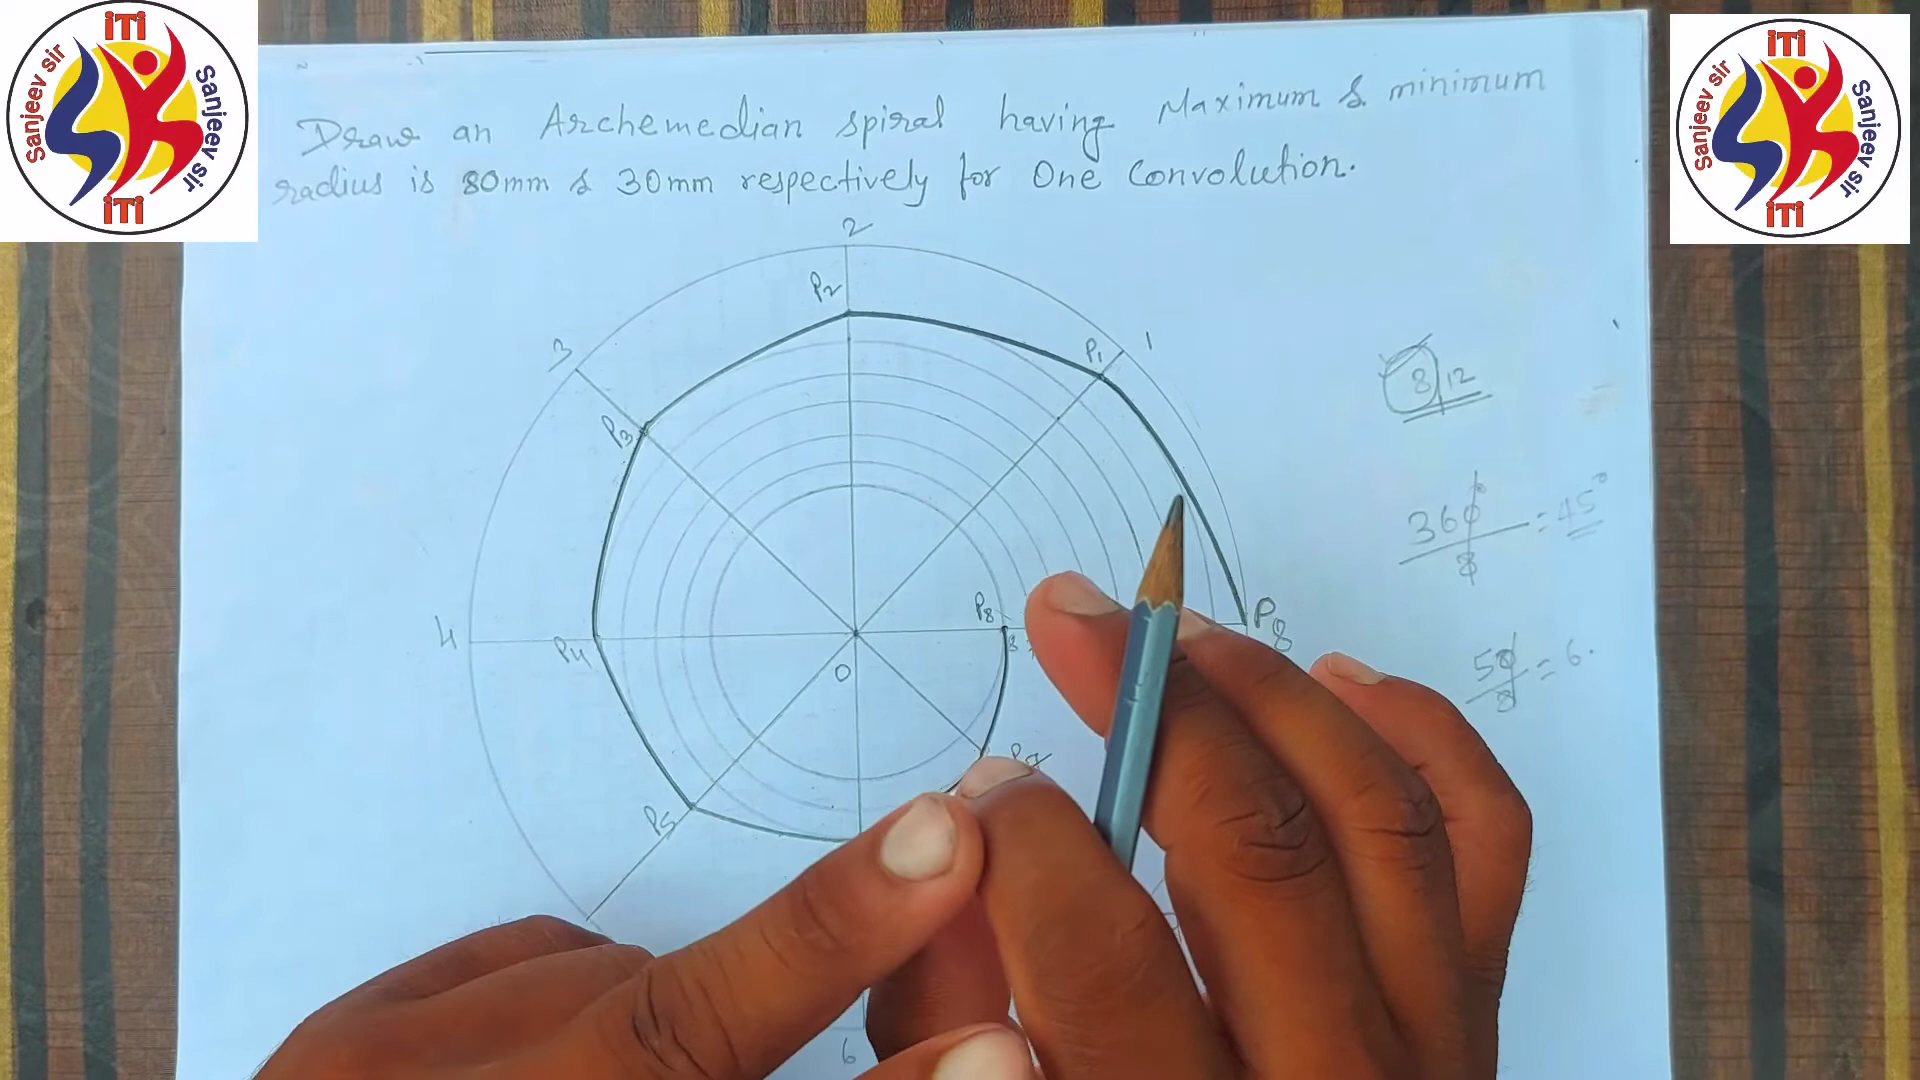 iTi
Sanjeev sir
Sanjeev sir
iTi
iTi
Sanjeev sir
Sanjeev sir
iTi
Draw an Archemedian spiral having Maximum & minimum
radius is 80mm & 30mm respectively for One Convolution.
2
P2
3
P1 1
8 12
P3
360° = 45°
8
4
P4
P8
8
P8
O
50 = 6.
8
P7
P5
6